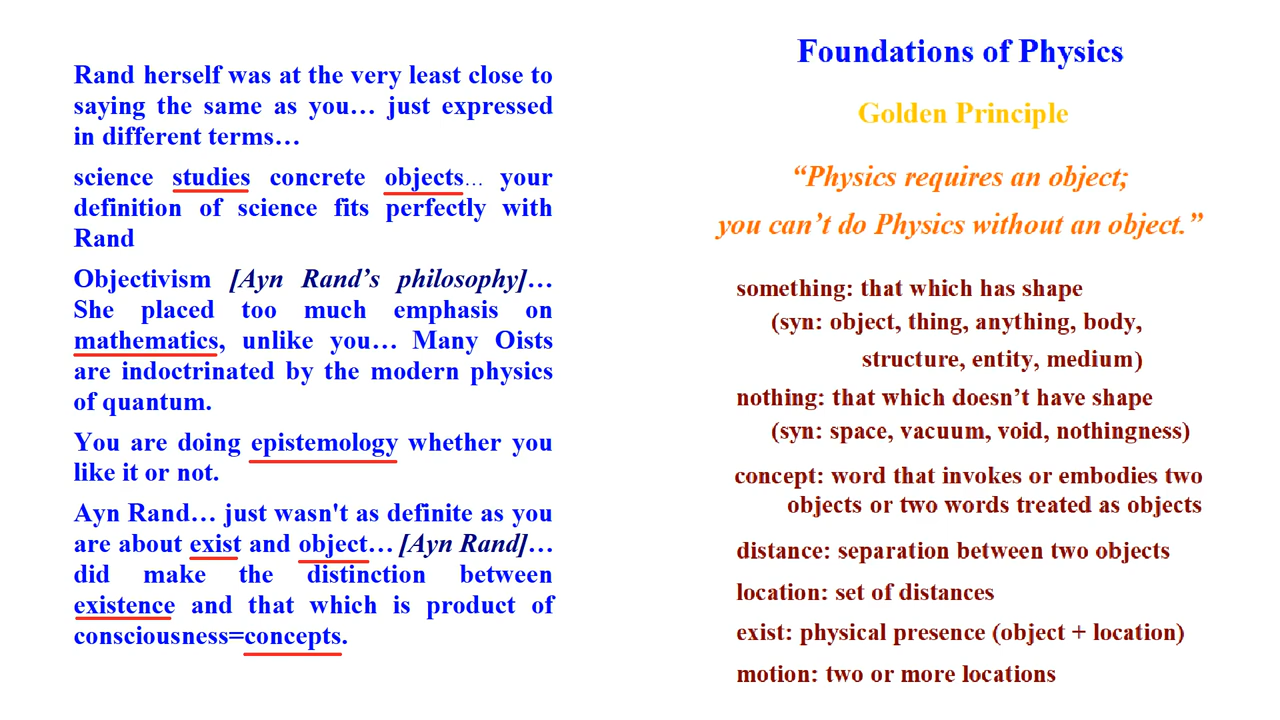 Rand herself was at the very least close to
saying the same as you… just expressed
in different terms…
science studies concrete objects… your
definition of science fits perfectly with
Rand
Objectivism [Ayn Rand’s philosophy]…
She placed too much emphasis on
mathematics, unlike you… Many Oists
are indoctrinated by the modern physics
of quantum.
You are doing epistemology whether you
like it or not.
Ayn Rand… just wasn't as definite as you
are about exist and object… [Ayn Rand]…
did make the distinction between
existence and that which is product of
consciousness=concepts.
Foundations of Physics
Golden Principle
“Physics requires an object;
you can’t do Physics without an object.”
something: that which has shape
(syn: object, thing, anything, body,
structure, entity, medium)
nothing: that which doesn’t have shape
(syn: space, vacuum, void, nothingness)
concept: word that invokes or embodies two
objects or two words treated as objects
distance: separation between two objects
location: set of distances
exist: physical presence (object + location)
motion: two or more locations